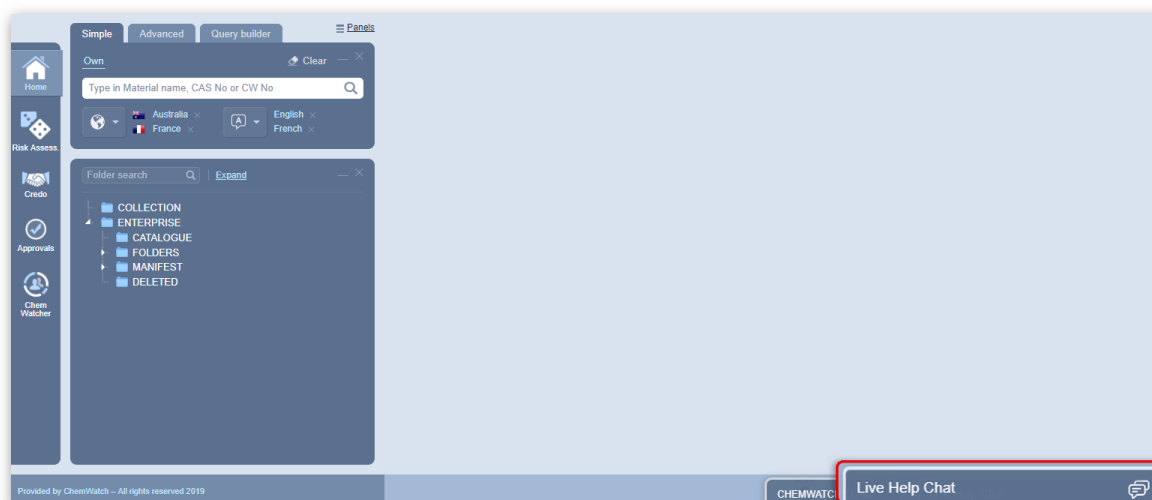 Simple Advanced Query builder Panels
Own Clear
Type in Material name, CAS No or CW No
Australia English
France French
A
Home
Risk Assess.
Credo
Approvals
Chem
Watcher
Folder search Expand
COLLECTION
ENTERPRISE
CATALOGUE
FOLDERS
MANIFEST
DELETED
Provided by ChemWatch – All rights reserved 2019
CHEMWATC
Live Help Chat